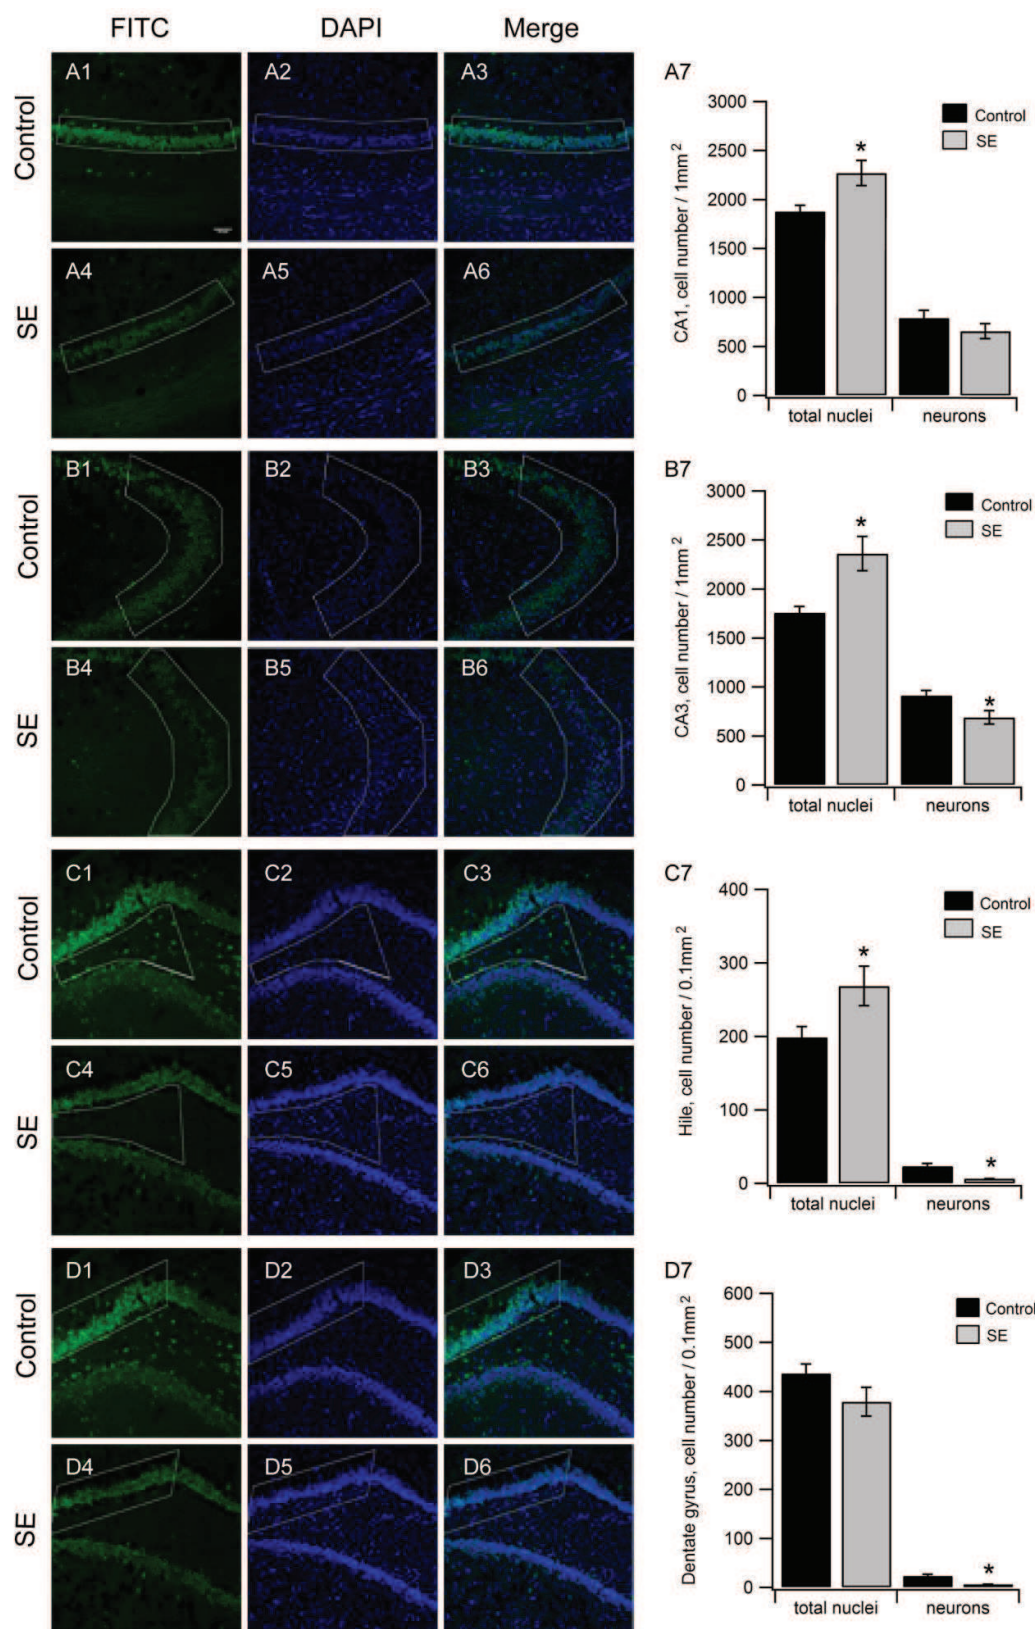 FITC DAPI Merge
Control
A1 A2 A3
SE
A4 A5 A6
A7
3000
2500
2000
1500
1000
500
0
CA1, cell number / 1mm²
Control
SE
*
total nuclei neurons
Control
B1 B2 B3
SE
B4 B5 B6
B7
3000
2500
2000
1500
1000
500
0
CA3, cell number / 1mm²
Control
SE
*
*
total nuclei neurons
Control
C1 C2 C3
SE
C4 C5 C6
C7
400
300
200
100
0
Hile, cell number / 0.1mm²
Control
SE
*
*
total nuclei neurons
Control
D1 D2 D3
SE
D4 D5 D6
D7
600
500
400
300
200
100
0
Dentate gyrus, cell number / 0.1mm²
Control
SE
*
total nuclei neurons